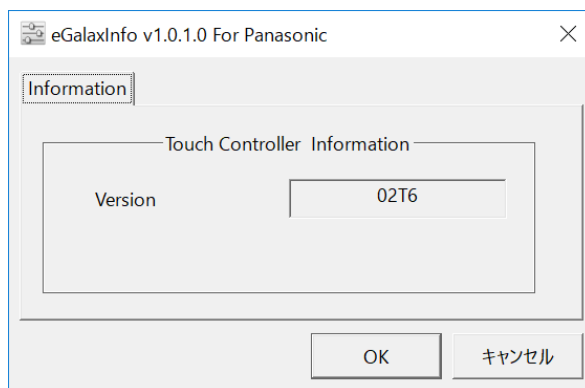 eGalaxInfo v1.0.1.0 For Panasonic
Information
Touch Controller Information
Version 02T6
OK キャンセル